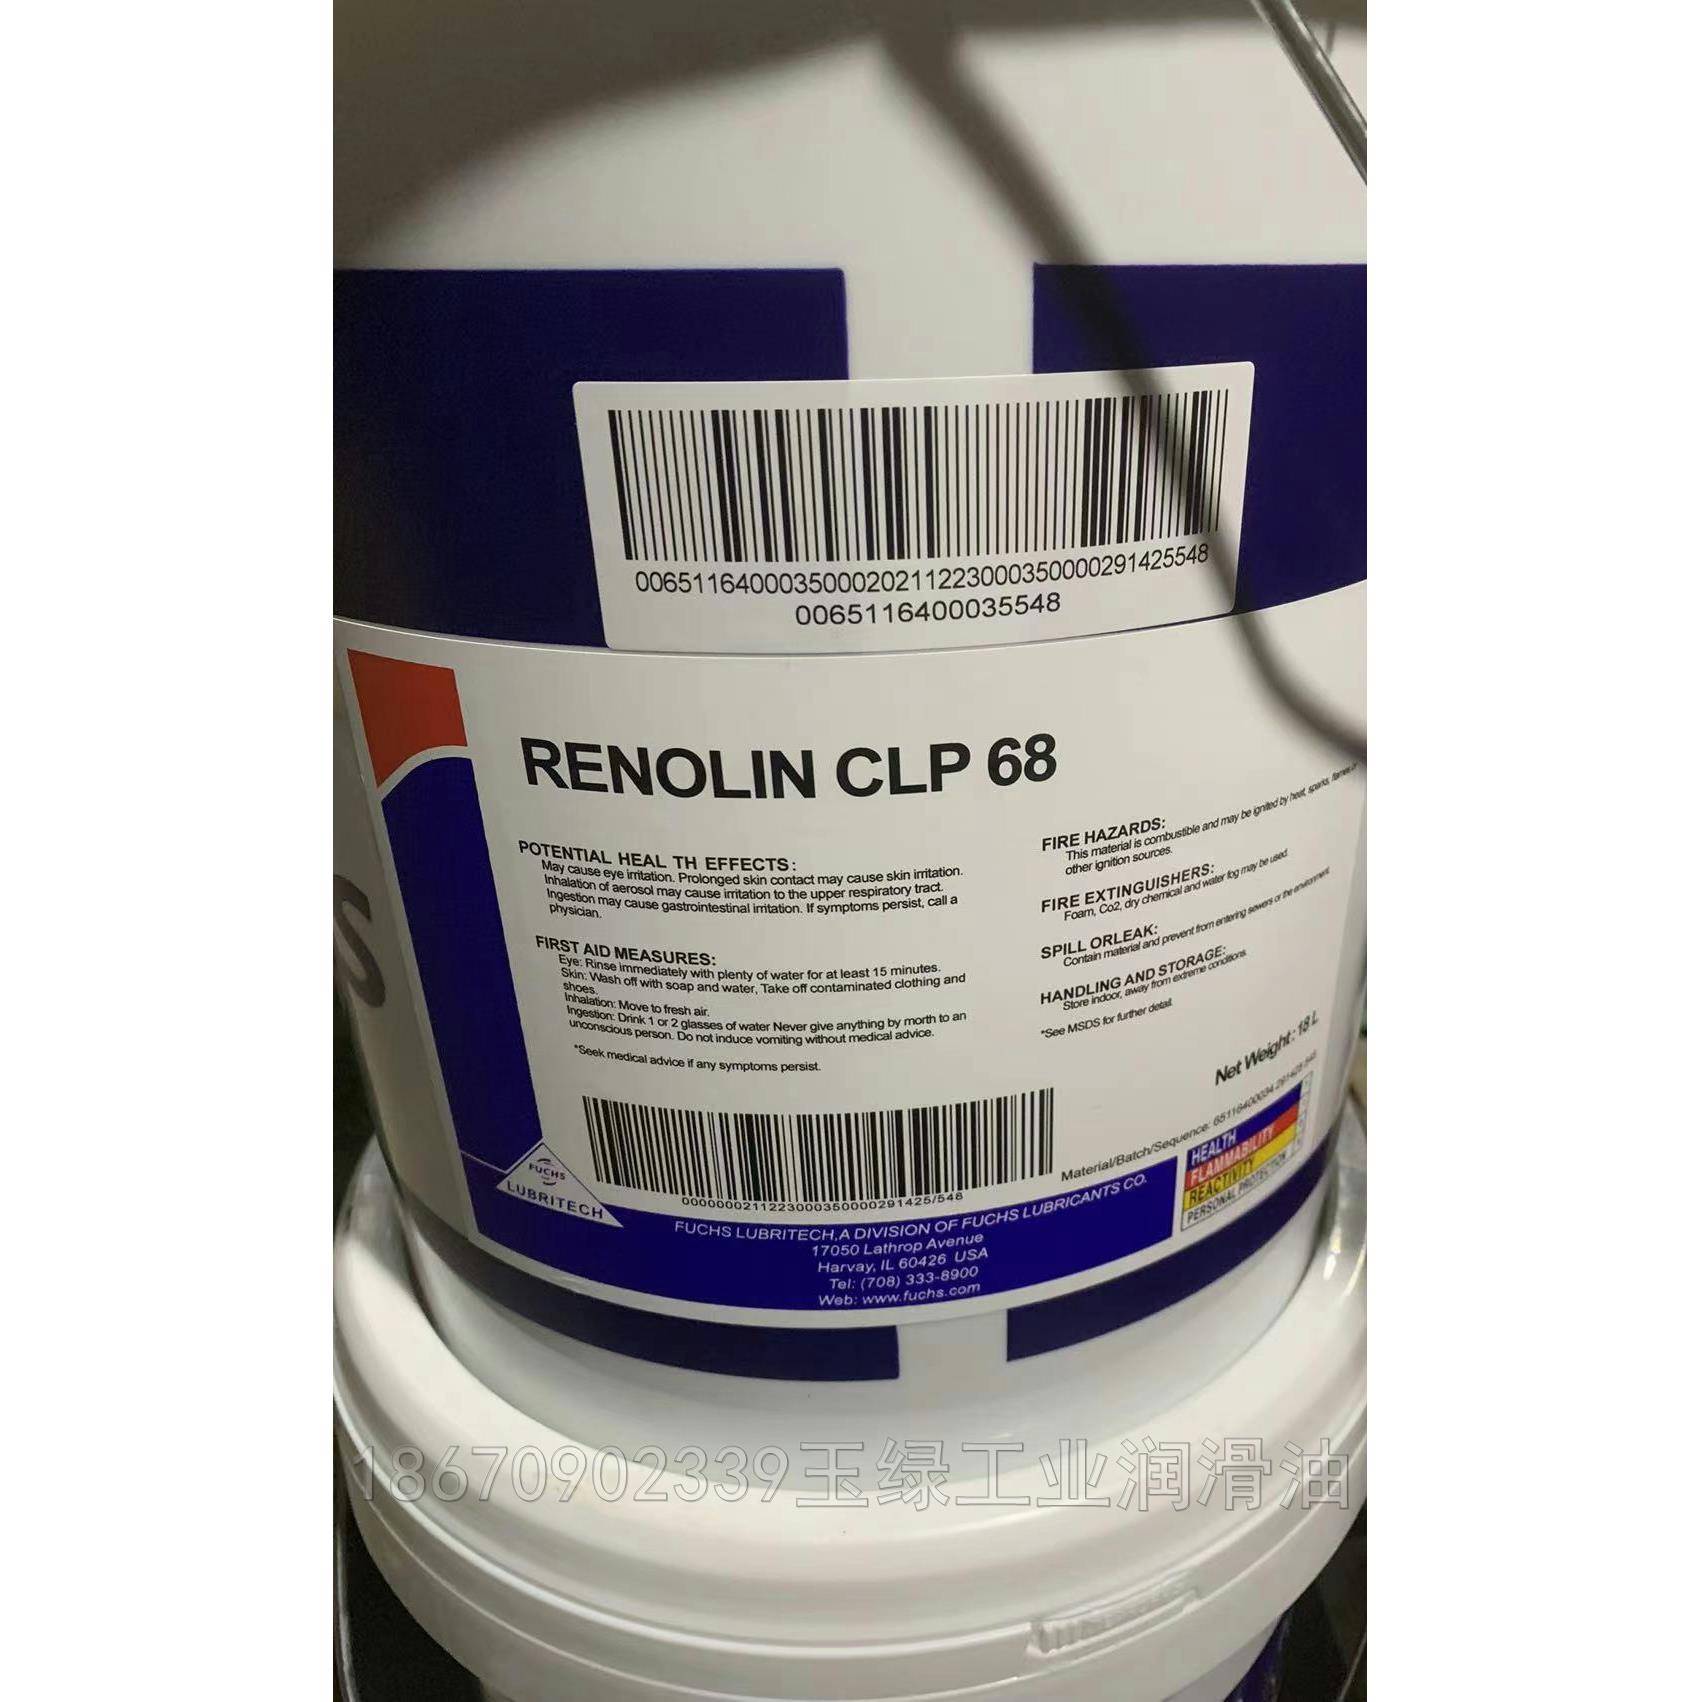 00651164000350002021122300035000029142​5548
0065116400035548
RENOLIN CLP 68
POTENTIAL HEAL TH EFFECTS:
May cause eye irritation. Prolonged skin contact may cause skin irritation.
Inhalation of aerosol may cause irritation to the upper respiratory tract.
Ingestion may cause gastrointestinal irritation. If symptoms persist, call a
physician.
FIRST AID MEASURES:
Eye: Rinse immediately with plenty of water for at least 15 minutes.
Skin: Wash off with soap and water, Take off contaminated clothing and
shoes.
Inhalation: Move to fresh air.
Ingestion: Drink 1 or 2 glasses of water Never give anything by morth to an
unconscious person. Do not induce vomiting without medical advice.
*Seek medical advice if any symptoms persist.
FIRE HAZARDS:
This material is combustible and may be ignited by heat, sparks, flames, or
other ignition sources.
FIRE EXTINGUISHERS:
Foam, Co2, dry chemical and water fog may be used.
SPILL ORLEAK:
Contain material and prevent from entering sewers or the environment.
HANDLING AND STORAGE:
Store indoor, away from extreme conditions.
*See MSDS for further detail.
Net Weight: 18 L
Material/Batch/Sequence: 65116400034.291425.548
0000000211223000350000291425/548
FUCHS
LUBRITECH
HEALTH
FLAMMABILITY
REACTIVITY
PERSONAL PROTECTION
FUCHS LUBRITECH,A DIVISION OF FUCHS LUBRICANTS CO.
17050 Lathrop Avenue
Harvay, IL 60426 USA
Tel: (708) 333-8900
Web: www.fuchs.com
S
18670902339玉绿工业润滑油